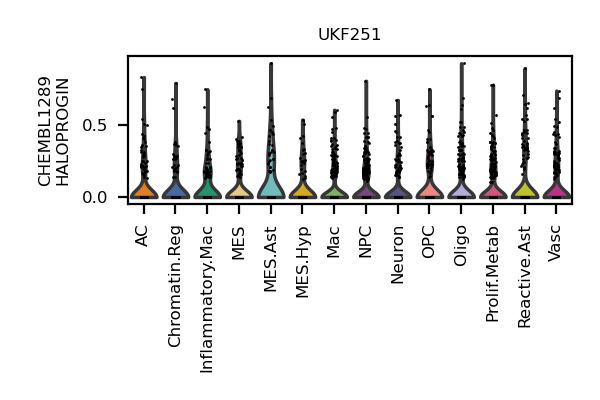 UKF251
CHEMBL1289
HALOPROGIN
0.5
0.0
AC
Chromatin.Reg
Inflammatory.Mac
MES
MES.Ast
MES.Hyp
Mac
NPC
Neuron
OPC
Oligo
Prolif.Metab
Reactive.Ast
Vasc